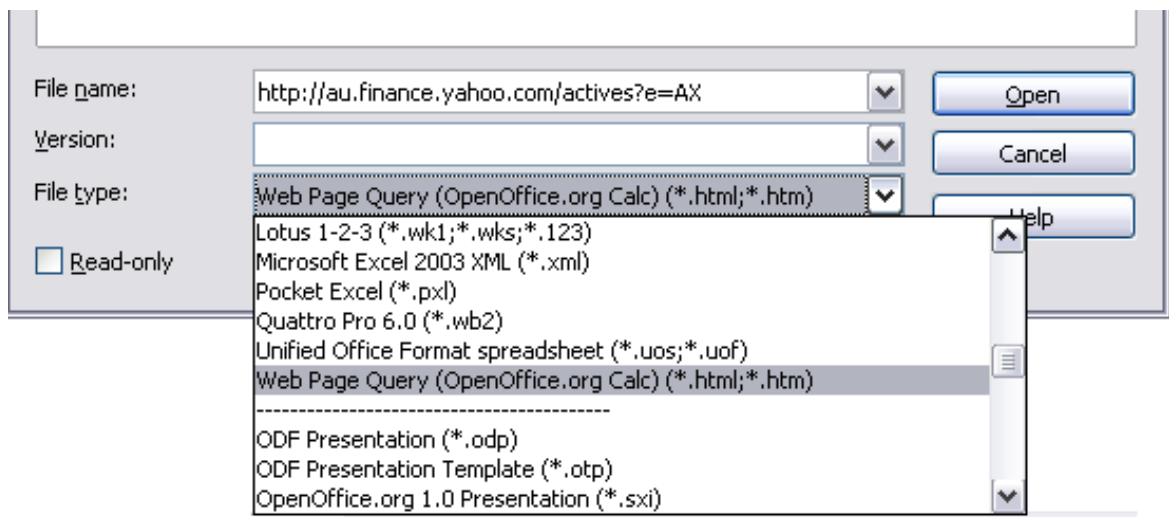 File name:
http://au.finance.yahoo.com/actives?e=AX
Open
Version:
Cancel
File type:
Web Page Query (OpenOffice.org Calc) (*.html;*.htm)
Help
Read-only
Lotus 1-2-3 (*.wk1;*.wks;*.123)
Microsoft Excel 2003 XML (*.xml)
Pocket Excel (*.pxl)
Quattro Pro 6.0 (*.wb2)
Unified Office Format spreadsheet (*.uos;*.uof)
Web Page Query (OpenOffice.org Calc) (*.html;*.htm)
------------------------------------------
ODF Presentation (*.odp)
ODF Presentation Template (*.otp)
OpenOffice.org 1.0 Presentation (*.sxi)